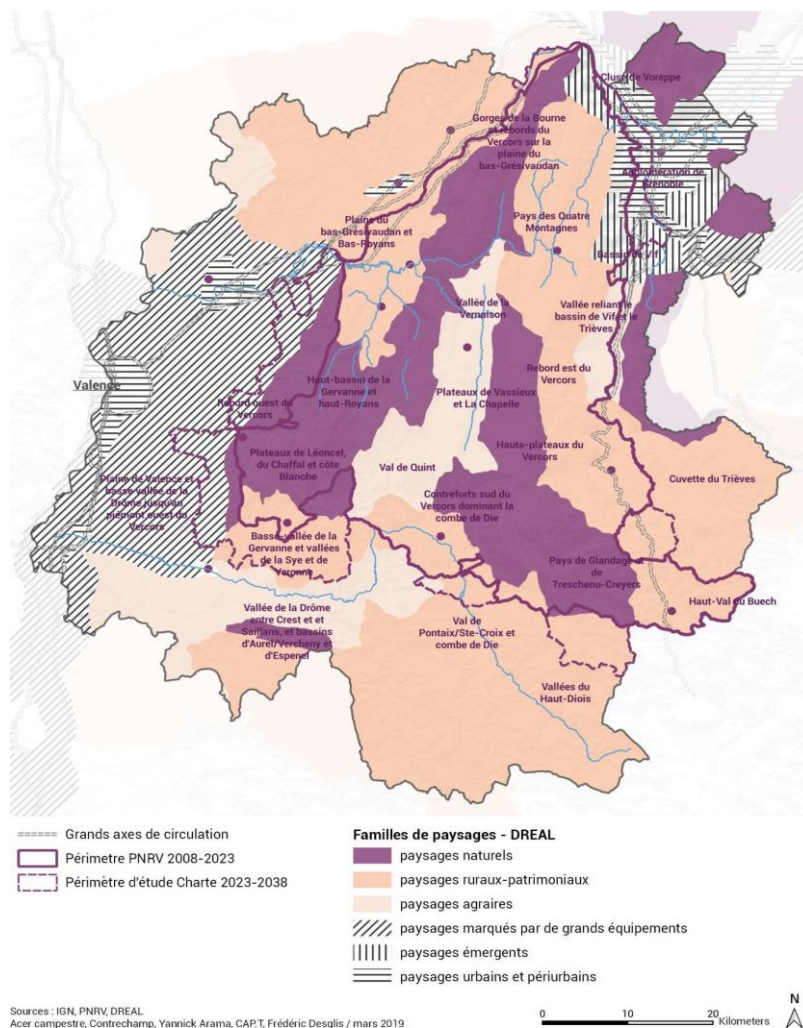 Cluse de Voreppe
Gorges de la Bourne
et rebords du
Vercors sur la
plaine du
bas-Grésivaudan
Agglomération de
Grenoble
Plaine du
bas-Grésivaudan et
Bas-Royans
Pays des Quatre
Montagnes
Bassin de Vif
Vallée de la
Vernaison
Vallée reliant le
bassin de Vif et le
Trièves
Valence
Rebord ouest du
Vercors
Haut-bassin de la
Gervanne et
haut-Royans
Plateaux de Vassieux
et La Chapelle
Rebord est du
Vercors
Plateaux de Léoncel,
du Chaffal et côte
Blanche
Val de Quint
Hauts-plateaux du
Vercors
Cuvette du Trièves
Plaine de Valence et
basse vallée de la
Drôme jusqu'au
piémont ouest du
Vercors
Contreforts sud du
Vercors dominant la
combe de Die
Basse-vallée de la
Gervanne et vallées
de la Sye et de
Véronne
Pays de Glandage et
de
Treschenu-Creyers
Haut-Val du Buech
Vallée de la Drôme
entre Crest et et
Saillans, et bassins
d'Aurel/Vercheny et
d'Espenel
Val de
Pontaix/Ste-Croix et
combe de Die
Vallées du
Haut-Diois
Grands axes de circulation
Périmetre PNRV 2008-2023
Périmètre d'étude Charte 2023-2038
Familles de paysages - DREAL
paysages naturels
paysages ruraux-patrimoniaux
paysages agraires
paysages marqués par de grands équipements
paysages émergents
paysages urbains et périurbains
Sources : IGN, PNRV, DREAL
Acer campestre, Contrechamp, Yannick Arama, CAP.T, Frédéric Desglis / mars 2019
0 10 20
Kilometers
N